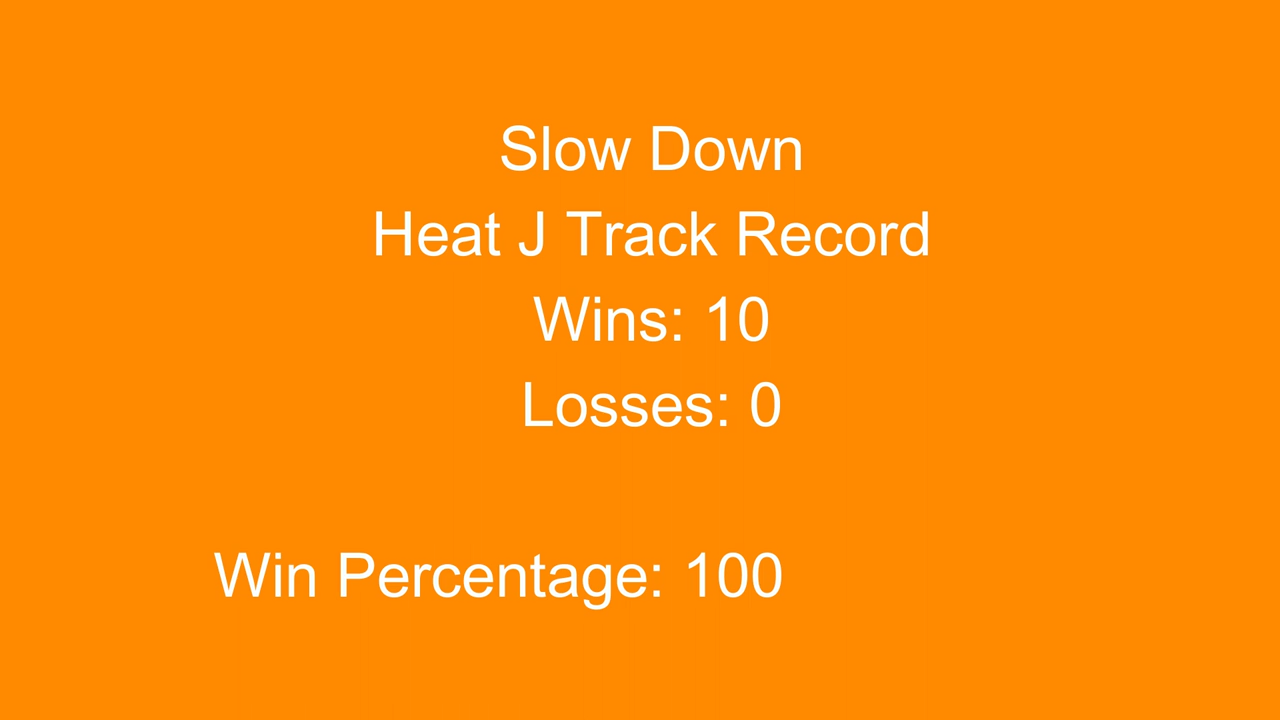 Slow Down
Heat J Track Record
Wins: 10
Losses: 0
Win Percentage: 100